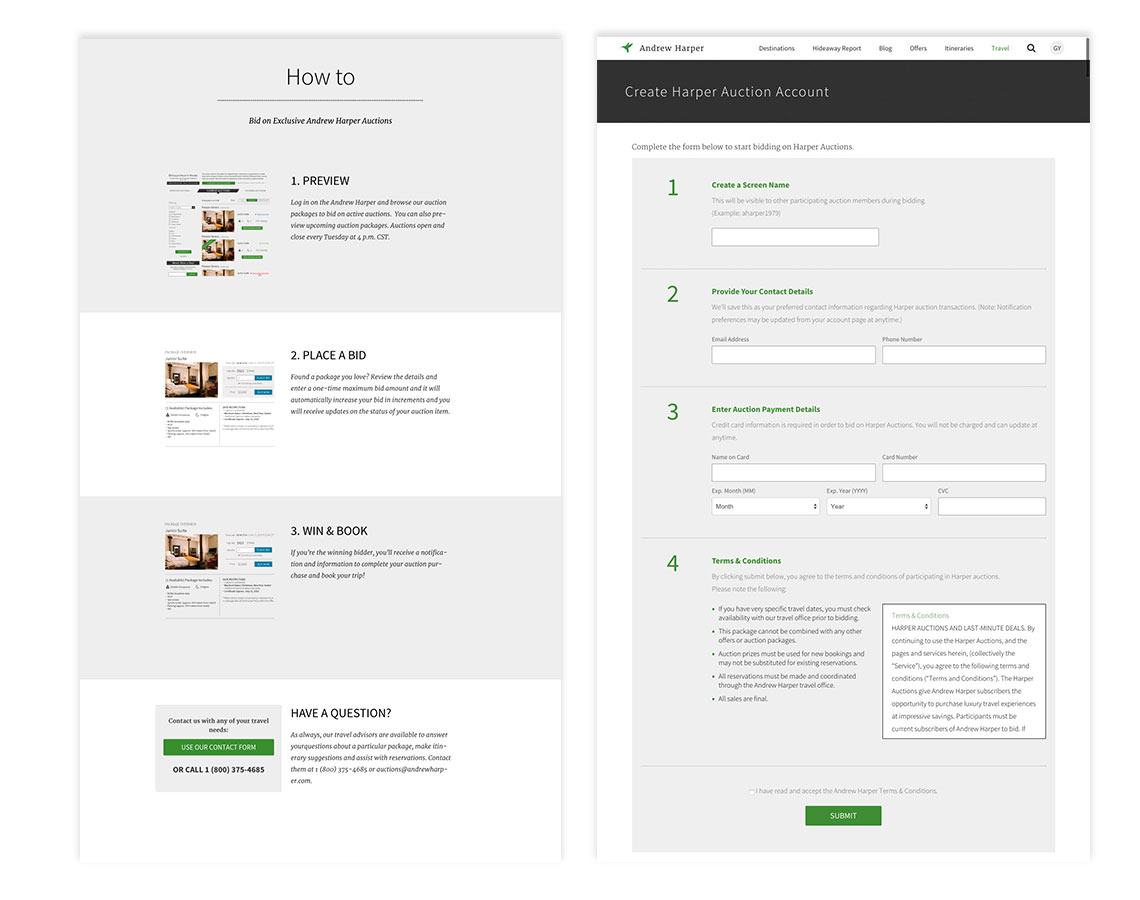 How to
Bid on Exclusive Andrew Harper Auctions
1. PREVIEW
Log in on the Andrew Harper and browse our auction
packages to bid on active auctions. You can also pre-
view upcoming auction packages. Auctions open and
close every Tuesday at 4 p.m. CST.
PACKAGE OVERVIEW
Junior Suite
2. PLACE A BID
Found a package you love? Review the details and
enter a one-time maximum bid amount and it will
automatically increase your bid in increments and you
will receive updates on the status of your auction item.
PACKAGE OVERVIEW
Junior Suite
3. WIN & BOOK
If you're the winning bidder, you'll receive a notifica-
tion and information to complete your auction pur-
chase and book your trip!
Contact us with any of your travel
needs:
USE OUR CONTACT FORM
OR CALL 1 (800) 375-4685
HAVE A QUESTION?
As always, our travel advisors are available to answer
yourquestions about a particular package, make itin-
erary suggestions and assist with reservations. Contact
them at 1 (800) 375-4685 or auctions@andrewharp-
er.com.
Andrew Harper
Destinations Hideaway Report Blog Offers Itineraries Travel GY
Create Harper Auction Account
Complete the form below to start bidding on Harper Auctions.
1 Create a Screen Name
This will be visible to other participating auction members during bidding.
(Example: aharper1979)
2 Provide Your Contact Details
We'll save this as your preferred contact information regarding Harper auction transactions. (Note: Notification
preferences may be updated from your account page at anytime.)
Email Address Phone Number
3 Enter Auction Payment Details
Credit card information is required in order to bid on Harper Auctions. You will not be charged and can update at
anytime.
Name on Card Card Number
Exp. Month (MM) Exp. Year (YYYY) CVC
Month Year
4 Terms & Conditions
By clicking submit below, you agree to the terms and conditions of participating in Harper auctions.
Please note the following:
• If you have very specific travel dates, you must check
availability with our travel office prior to bidding.
• This package cannot be combined with any other
offers or auction packages.
• Auction prizes must be used for new bookings and
may not be substituted for existing reservations.
• All reservations must be made and coordinated
through the Andrew Harper travel office.
• All sales are final.
Terms & Conditions
HARPER AUCTIONS AND LAST-MINUTE DEALS. By
continuing to use the Harper Auctions, and the
pages and services herein, (collectively the
"Service"), you agree to the following terms and
conditions ("Terms and Conditions"). The Harper
Auctions give Andrew Harper subscribers the
opportunity to purchase luxury travel experiences
at impressive savings. Participants must be
current subscribers of Andrew Harper to bid. If
I have read and accept the Andrew Harper Terms & Conditions.
SUBMIT